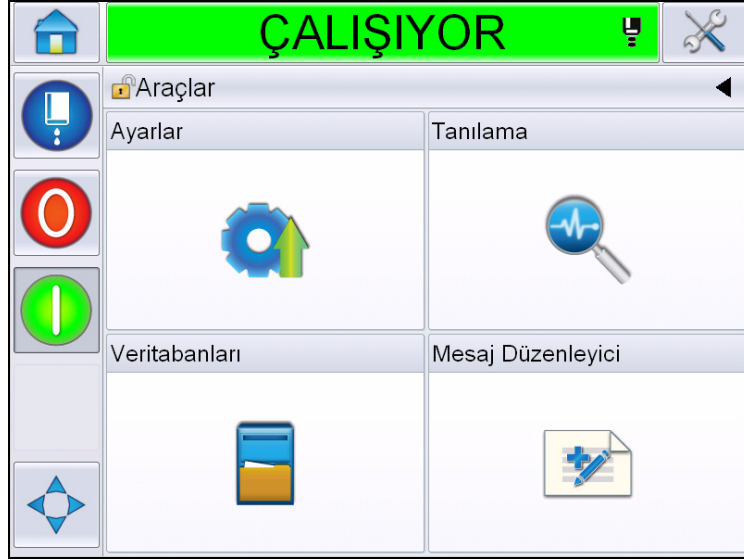 ÇALIŞIYOR
Araçlar
Ayarlar
Tanılama
Veritabanları
Mesaj Düzenleyici